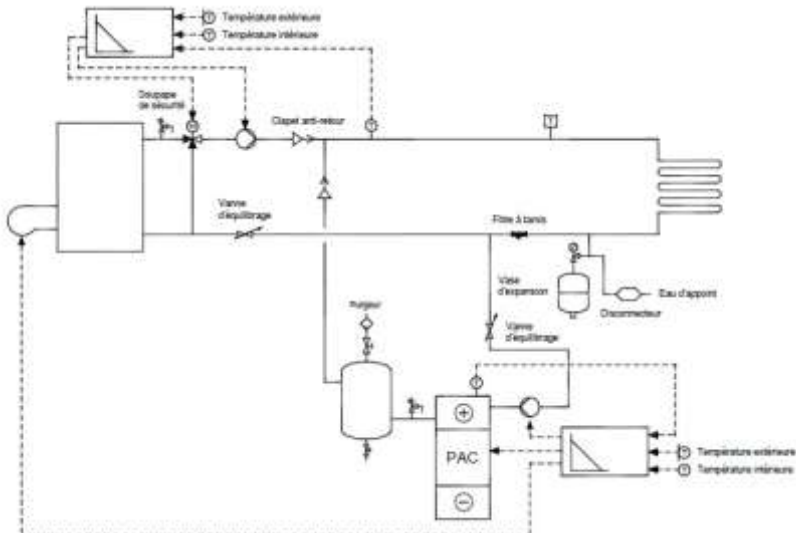 Température extérieure
Température intérieure
Soupape
de sécurité
Clapet anti-retour
T
Vanne
d'équilibrage
Filtre à tamis
Vase
d'expansion
Eau d'appoint
Disconnecteur
Purgeur
Vanne
d'équilibrage
PAC
Température extérieure
Température intérieure